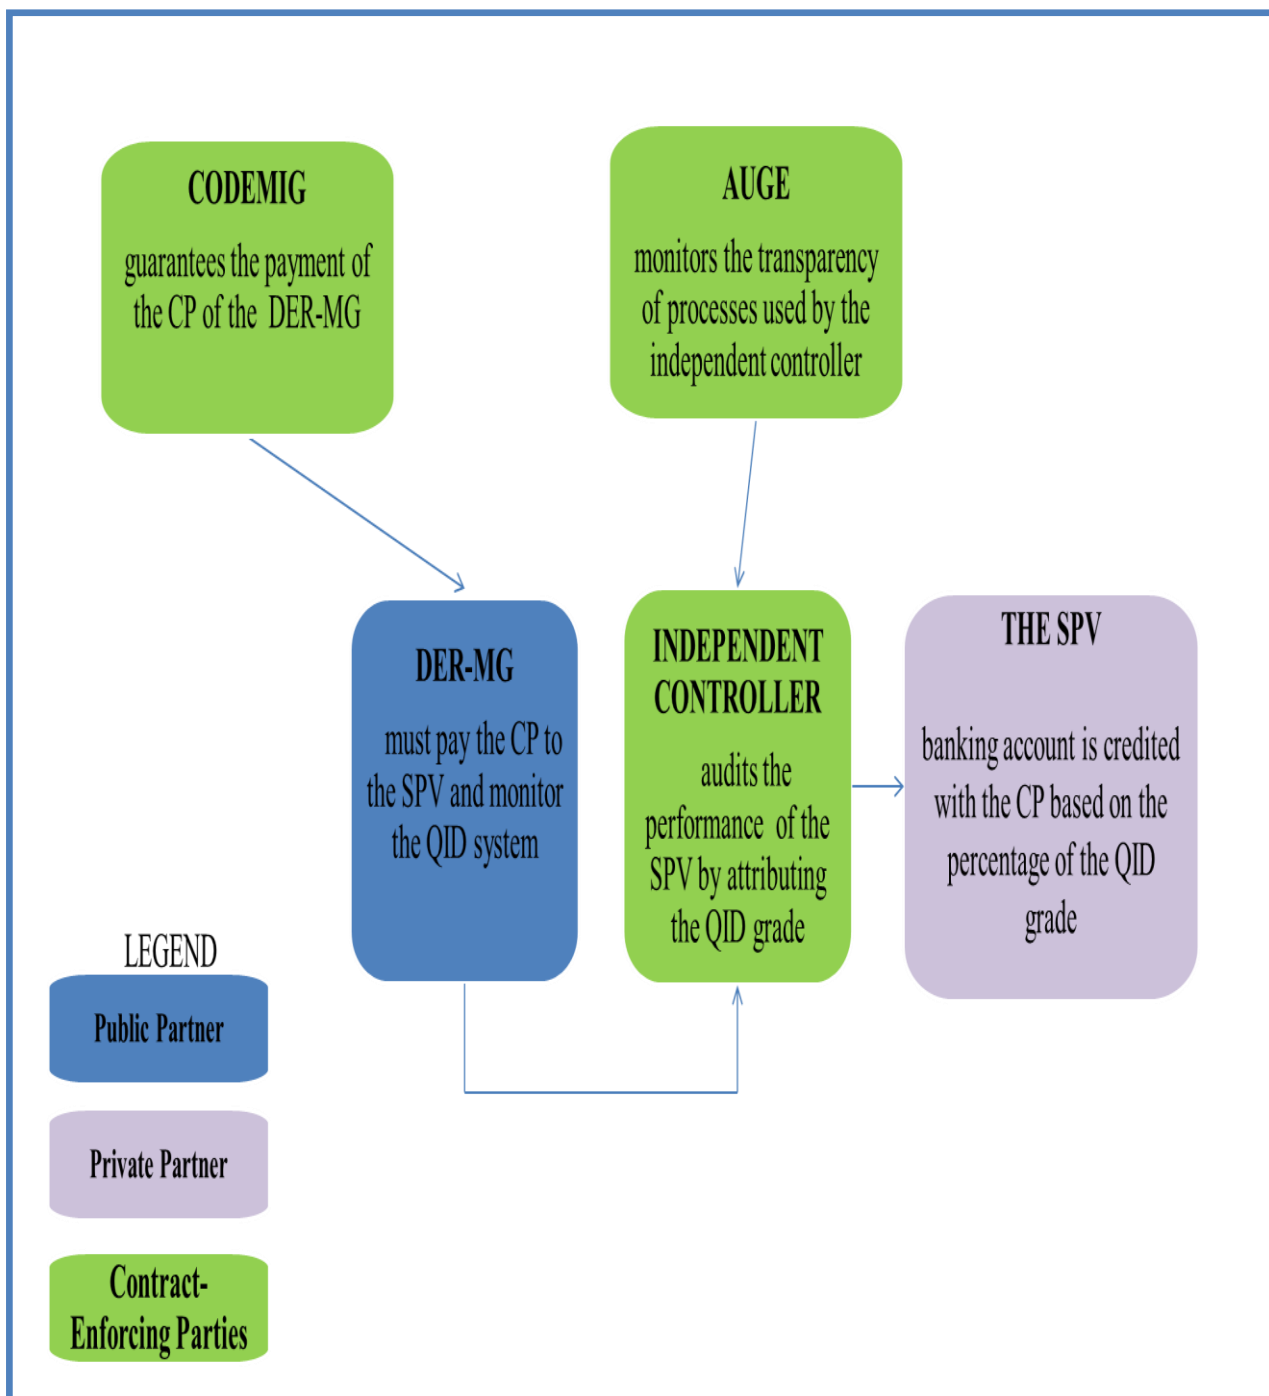 CODEMIG
guarantees the payment of
the CP of the DER-MG
AUGE
monitors the transparency
of processes used by the
independent controller
DER-MG
must pay the CP to
the SPV and monitor
the QID system
INDEPENDENT
CONTROLLER
audits the
performance of the
SPV by attributing
the QID grade
THE SPV
banking account is credited
with the CP based on the
percentage of the QID
grade
LEGEND
Public Partner
Private Partner
Contract-
Enforcing Parties